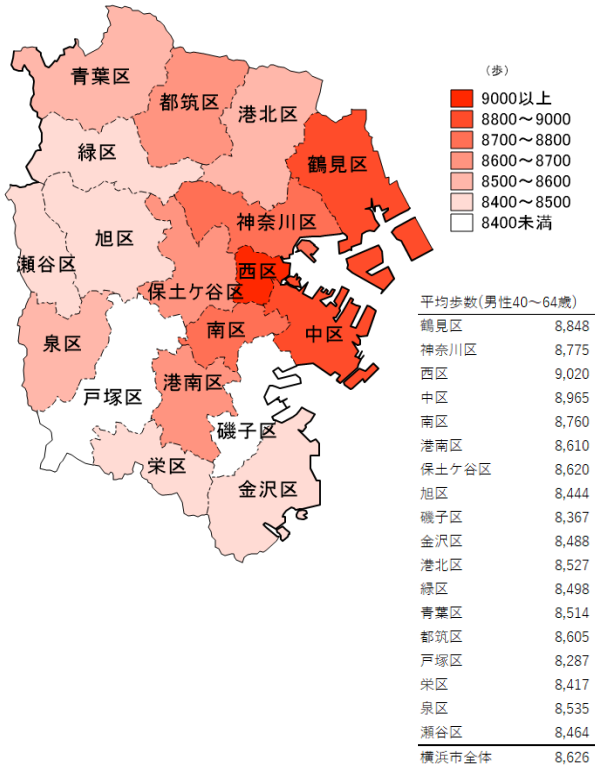 青葉区
都筑区
港北区
緑区
鶴見区
旭区
神奈川区
瀬谷区
西区
保土ケ谷区
泉区
南区
中区
戸塚区
港南区
磯子区
栄区
金沢区
(歩)
9000以上
8800～9000
8700～8800
8600～8700
8500～8600
8400～8500
8400未満
平均歩数(男性40～64歳)
鶴見区 8,848
神奈川区 8,775
西区 9,020
中区 8,965
南区 8,760
港南区 8,610
保土ケ谷区 8,620
旭区 8,444
磯子区 8,367
金沢区 8,488
港北区 8,527
緑区 8,498
青葉区 8,514
都筑区 8,605
戸塚区 8,287
栄区 8,417
泉区 8,535
瀬谷区 8,464
横浜市全体 8,626